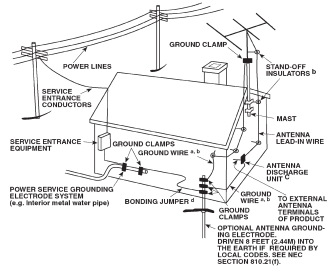 GROUND CLAMP
POWER LINES
STAND-OFF
INSULATORS b
SERVICE
ENTRANCE
CONDUCTORS
MAST
ANTENNA
LEAD-IN WIRE
SERVICE ENTRANCE
EQUIPMENT
GROUND CLAMPS
GROUND WIRE a, b
ANTENNA
DISCHARGE
UNIT C
POWER SERVICE GROUNDING
ELECTRODE SYSTEM
(e.g. interior metal water pipe)
BONDING JUMPER d
GROUND
WIRE a, b
TO EXTERNAL
ANTENNA
TERMINALS
OF PRODUCT
GROUND
CLAMPS
OPTIONAL ANTENNA GROUND-
ING ELECTRODE.
DRIVEN 8 FEET (2.44M) INTO
THE EARTH IF REQUIRED BY
LOCAL CODES. SEE NEC
SECTION 810.21(f).